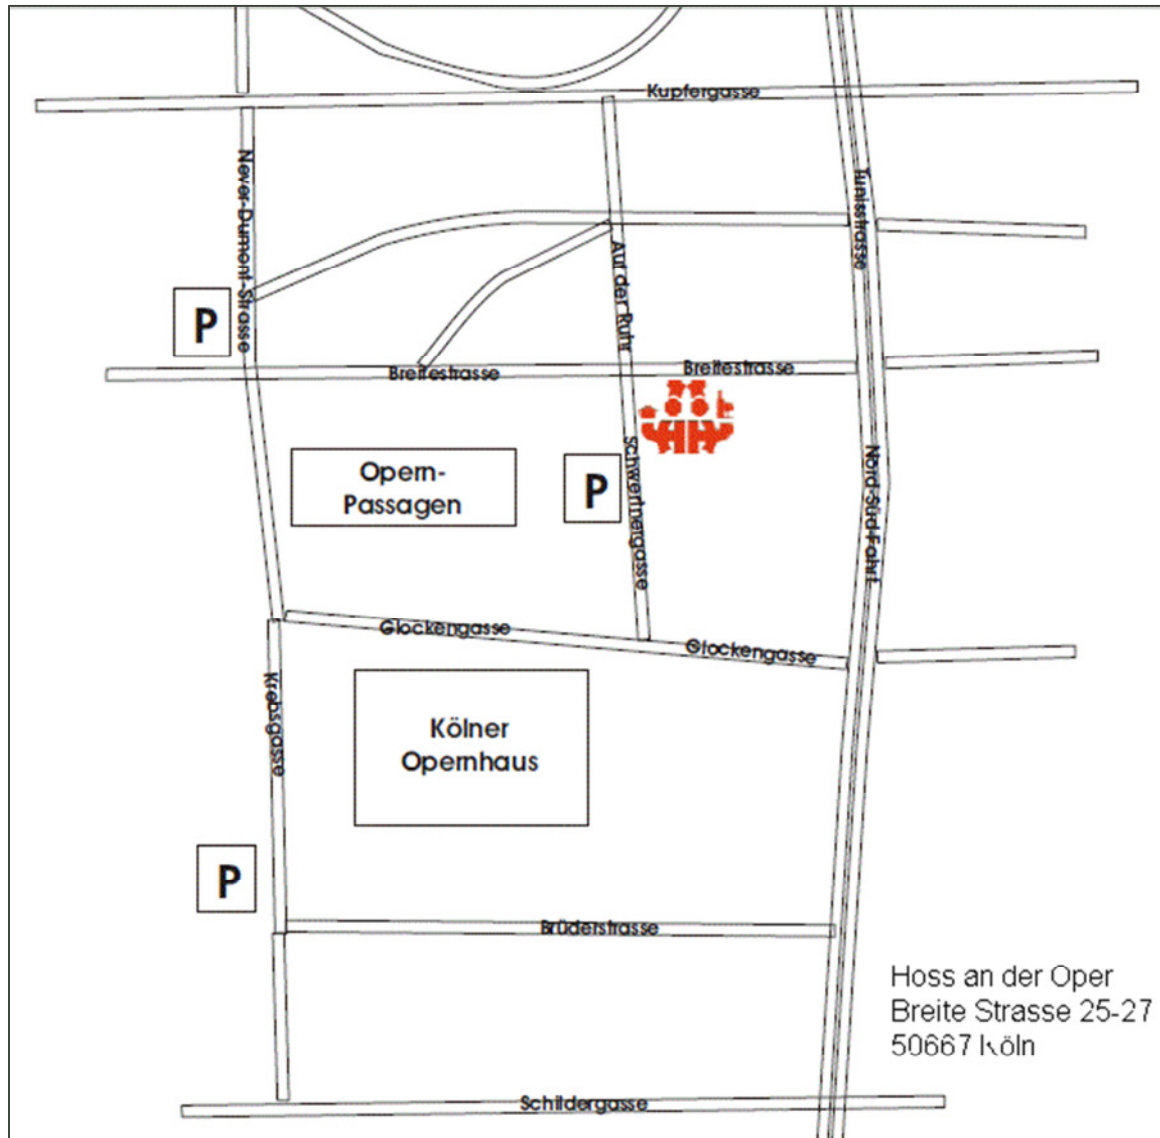 Kupfergasse
Never-Dumont-Strasse
Tunisstrasse
Auf der Ruhr
P
Breitestrasse
Breitestrasse
Opern-
Passagen
P
Schwertnergasse
Nord-Süd-Fahrt
Glockengasse
Glockengasse
Krebsgasse
Kölner
Opernhaus
P
Brüderstrasse
Hoss an der Oper
Breite Strasse 25-27
50667 Köln
Schildergasse